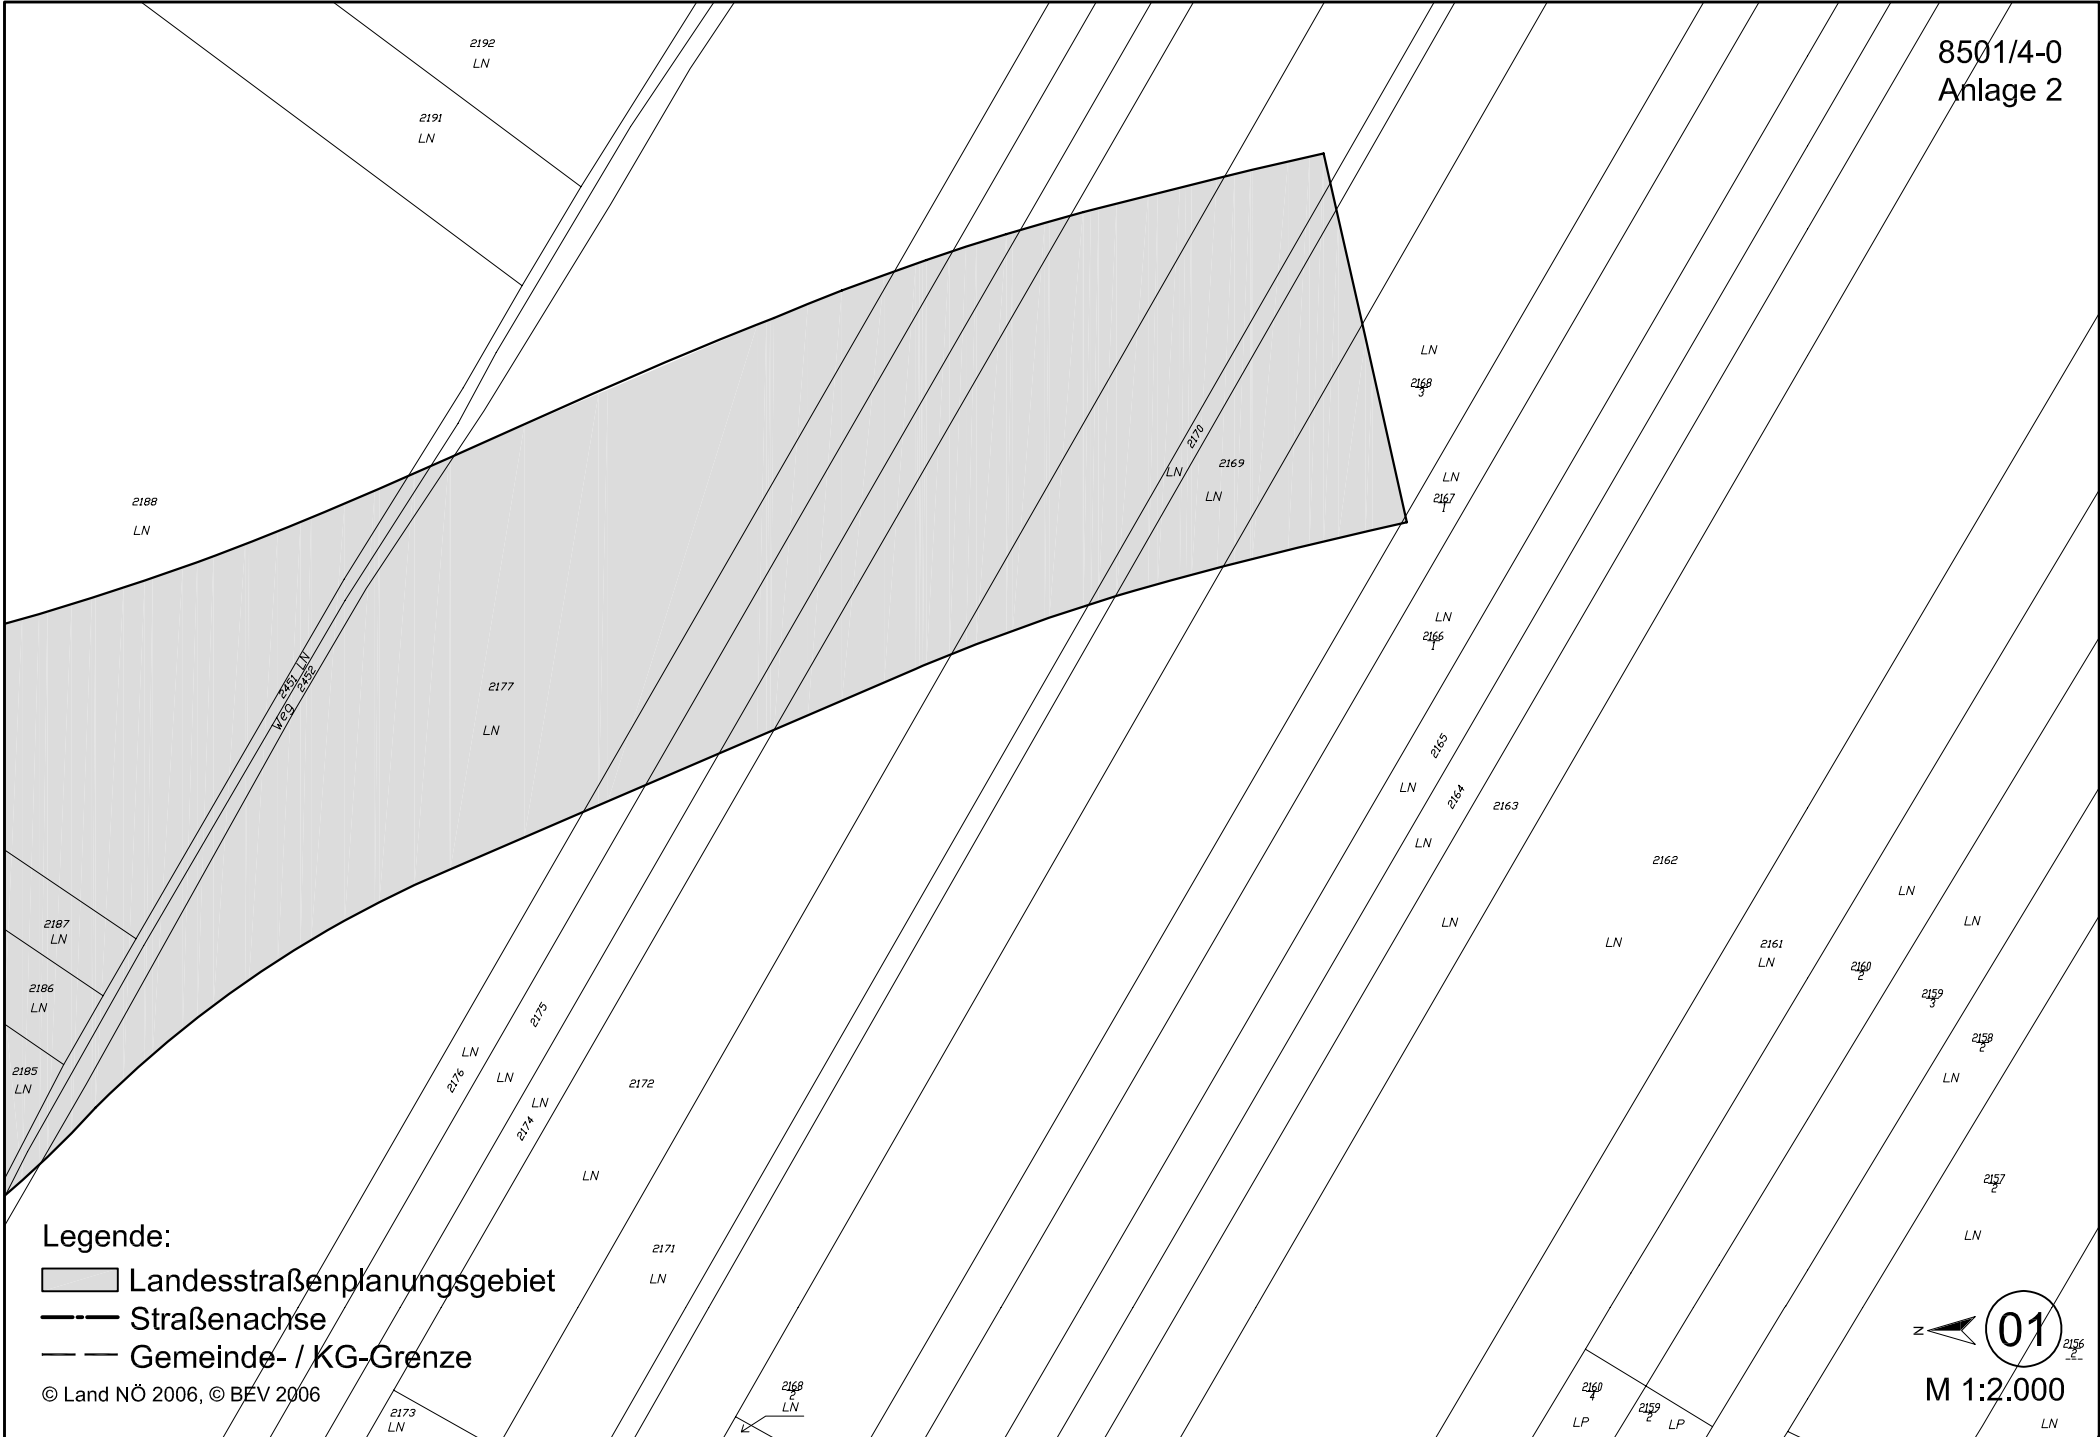 8501/4-0
Anlage 2
2192
LN
2191
LN
2188
LN
LN
2168
3
2170
LN
2169
LN
LN
2167
1
LN
2166
1
LN
2451
2452
Weg
2177
LN
2165
LN
2164
2163
LN
LN
2162
LN
2161
LN
LN
2160
2
LN
2159
3
2158
2
LN
2187
LN
2186
LN
2185
LN
2175
LN
2176
LN
LN
2174
2172
LN
2171
LN
2157
2
LN
Legende:
Landesstraßenplanungsgebiet
Straßenachse
Gemeinde- / KG-Grenze
© Land NÖ 2006, © BEV 2006
2173
LN
2168
2
LN
2160
4
LP
2159
2
LP
N
01
2156
2
M 1:2.000
LN